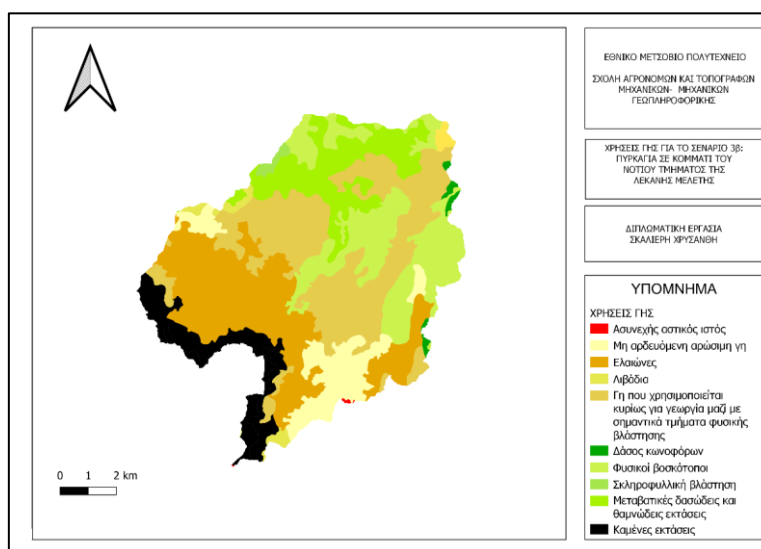 ΕΘΝΙΚΟ ΜΕΤΣΟΒΙΟ ΠΟΛΥΤΕΧΝΕΙΟ
ΣΧΟΛΗ ΑΓΡΟΝΟΜΩΝ ΚΑΙ ΤΟΠΟΓΡΑΦΩΝ
ΜΗΧΑΝΙΚΩΝ- ΜΗΧΑΝΙΚΩΝ
ΓΕΩΠΛΗΡΟΦΟΡΙΚΗΣ
ΧΡΗΣΕΙΣ ΓΗΣ ΓΙΑ ΤΟ ΣΕΝΑΡΙΟ 3β:
ΠΥΡΚΑΓΙΑ ΣΕ ΚΟΜΜΑΤΙ ΤΟΥ
ΝΟΤΙΟΥ ΤΜΗΜΑΤΟΣ ΤΗΣ
ΛΕΚΑΝΗΣ ΜΕΛΕΤΗΣ
ΔΙΠΛΩΜΑΤΙΚΗ ΕΡΓΑΣΙΑ
ΣΚΑΛΙΕΡΗ ΧΡΥΣΑΝΘΗ
ΥΠΟΜΝΗΜΑ
ΧΡΗΣΕΙΣ ΓΗΣ
Ασυνεχής αστικός ιστός
Μη αρδευόμενη αρώσιμη γη
Ελαιώνες
Λιβάδια
Γη που χρησιμοποιείται
κυρίως για γεωργία μαζί με
σημαντικά τμήματα φυσικής
βλάστησης
Δάσος κωνοφόρων
Φυσικοί βοσκότοποι
Σκληροφυλλική βλάστηση
Μεταβατικές δασώδεις και
θαμνώδεις εκτάσεις
Καμένες εκτάσεις
0 1 2 km